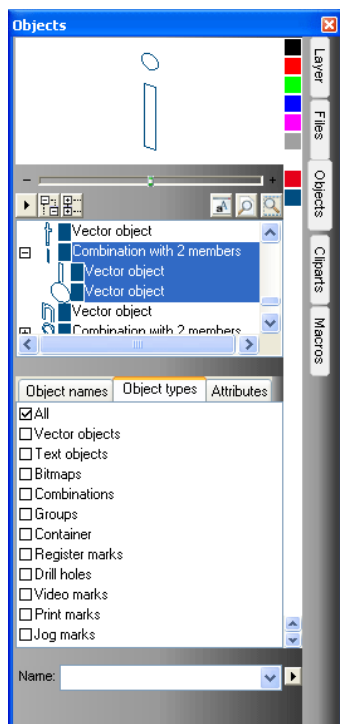 Objects
Layer
Files
Objects
Cliparts
Macros
- +
Vector object
Combination with 2 members
Vector object
Vector object
Vector object
Combination with 2 members
Object names Object types Attributes
All
Vector objects
Text objects
Bitmaps
Combinations
Groups
Container
Register marks
Drill holes
Video marks
Print marks
Jog marks
Name: